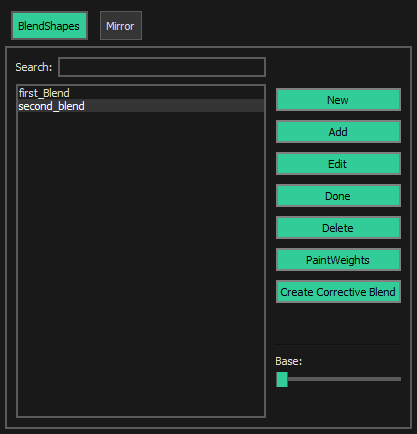 BlendShapes
Mirror
Search:
first_Blend
second_blend
New
Add
Edit
Done
Delete
PaintWeights
Create Corrective Blend
Base: